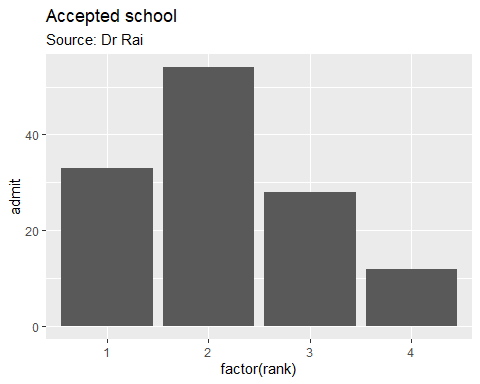 Accepted school
Source: Dr Rai
admit
40
20
0
1 2 3 4
factor(rank)